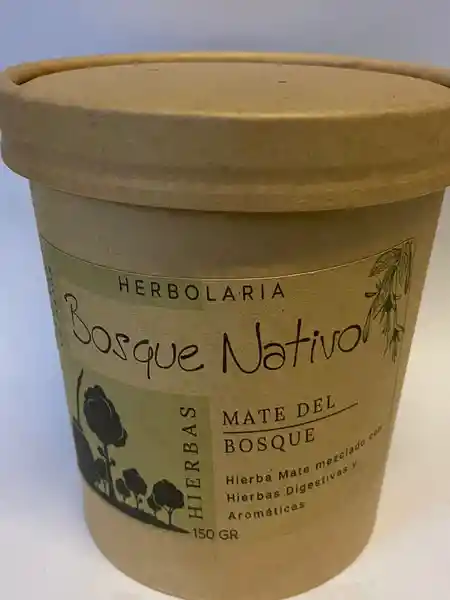 HERBOLARIA
Bosque Nativo
HIERBAS
MATE DEL
BOSQUE
Hierba Mate mezclado con
Hierbas Digestivas y
Aromáticas
150 GR